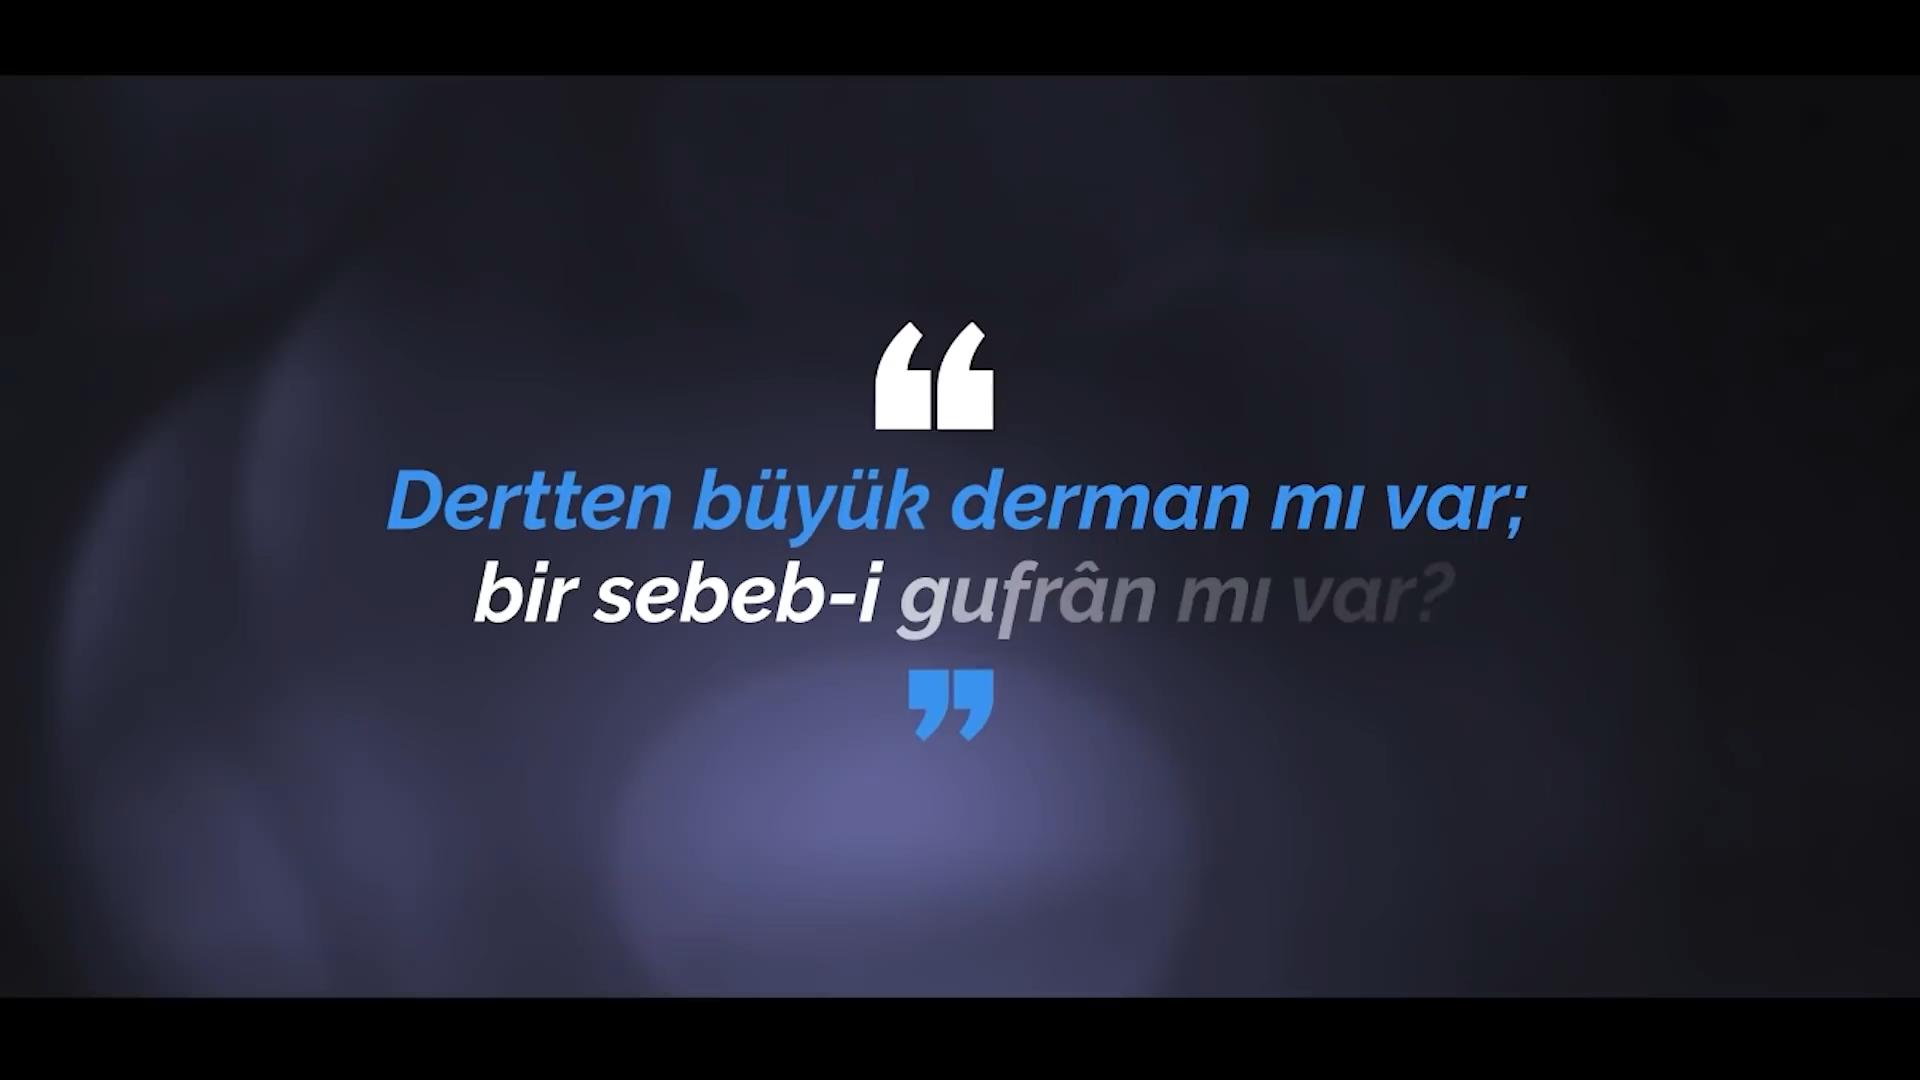 “
Dertten büyük derman mı var;
bir sebeb-i gufrân mı var?
”